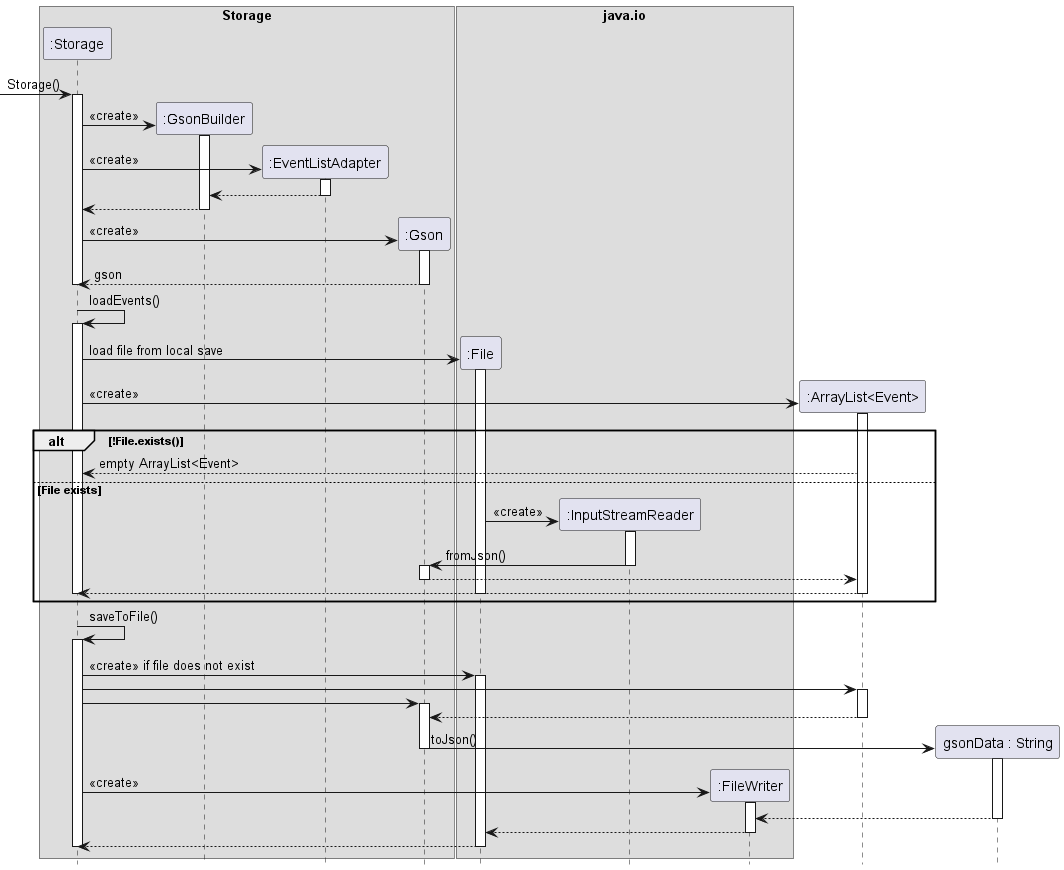 Storage
java.io
:Storage
Storage()
«create»
:GsonBuilder
«create»
:EventListAdapter
«create»
:Gson
gson
loadEvents()
load file from local save
:File
«create»
:ArrayList<Event>
alt
[!File.exists()]
empty ArrayList<Event>
[File exists]
«create»
:InputStreamReader
fromJson()
saveToFile()
«create» if file does not exist
toJson()
gsonData : String
«create»
:FileWriter